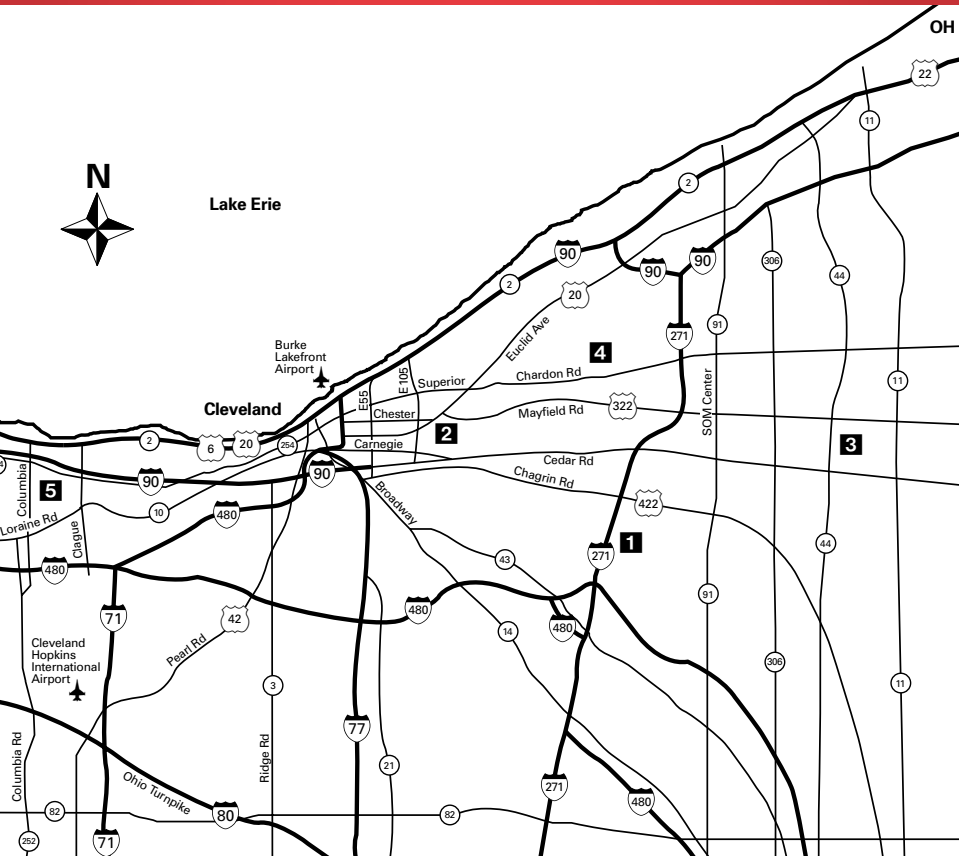 OH
22
11
N
2
Lake Erie
90
90
306
90
44
2
20
91
271
Euclid Ave
Burke
Lakefront
Airport
4
E105
Superior
Chardon Rd
11
E55
SOM Center
Cleveland
Chester
Mayfield Rd
322
2
6
20
254
Carnegie
2
3
Cedar Rd
90
90
Chagrin Rd
Columbia
5
Broadway
422
10
480
Loraine Rd
Clague
1
271
44
43
480
91
480
71
42
480
14
Cleveland
Hopkins
International
Airport
Pearl Rd
306
3
11
77
Columbia Rd
Ridge Rd
21
Ohio Turnpike
271
480
82
80
82
252
71